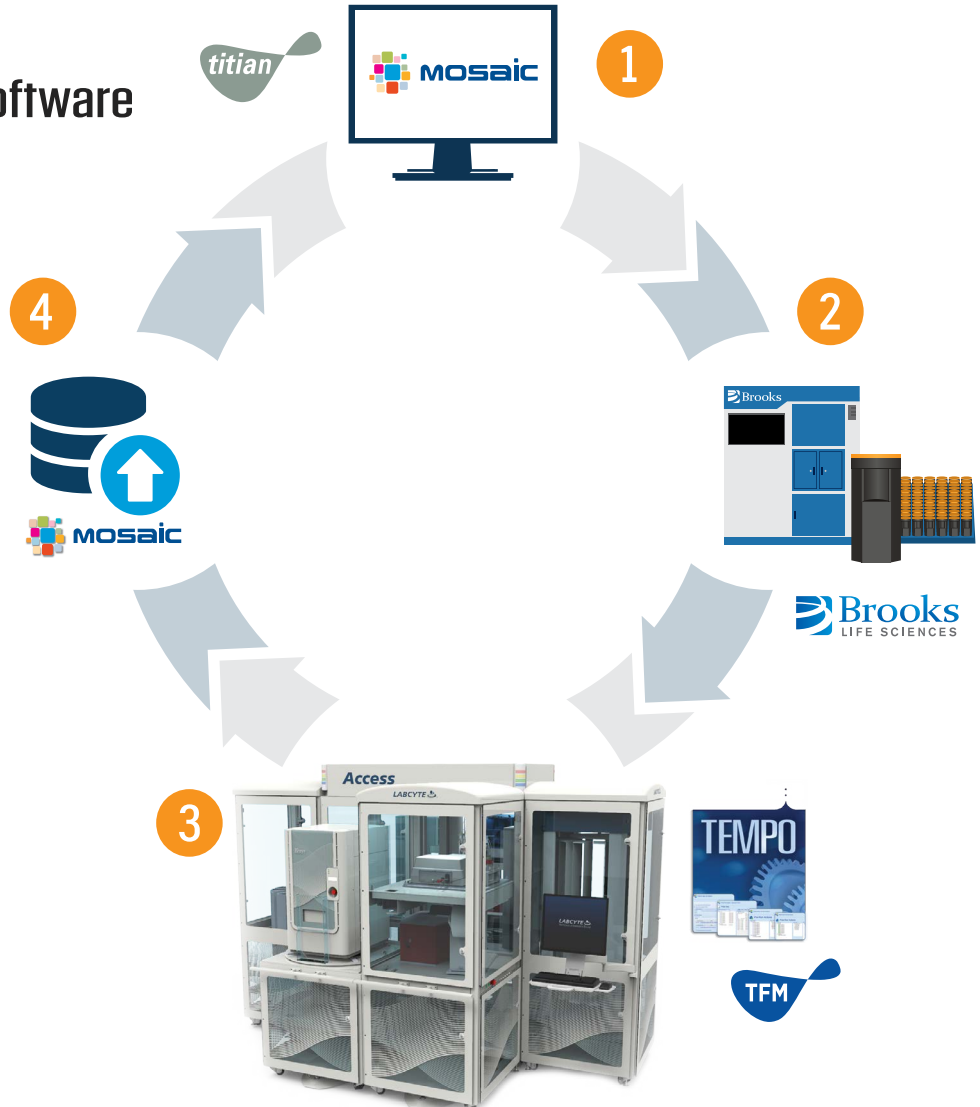 titian
mosaic
1
oftware
4
2
Brooks
mosaic
Brooks
LIFE SCIENCES
Access
LABCYTE
3
TEMPO
LABCYTE
TFM